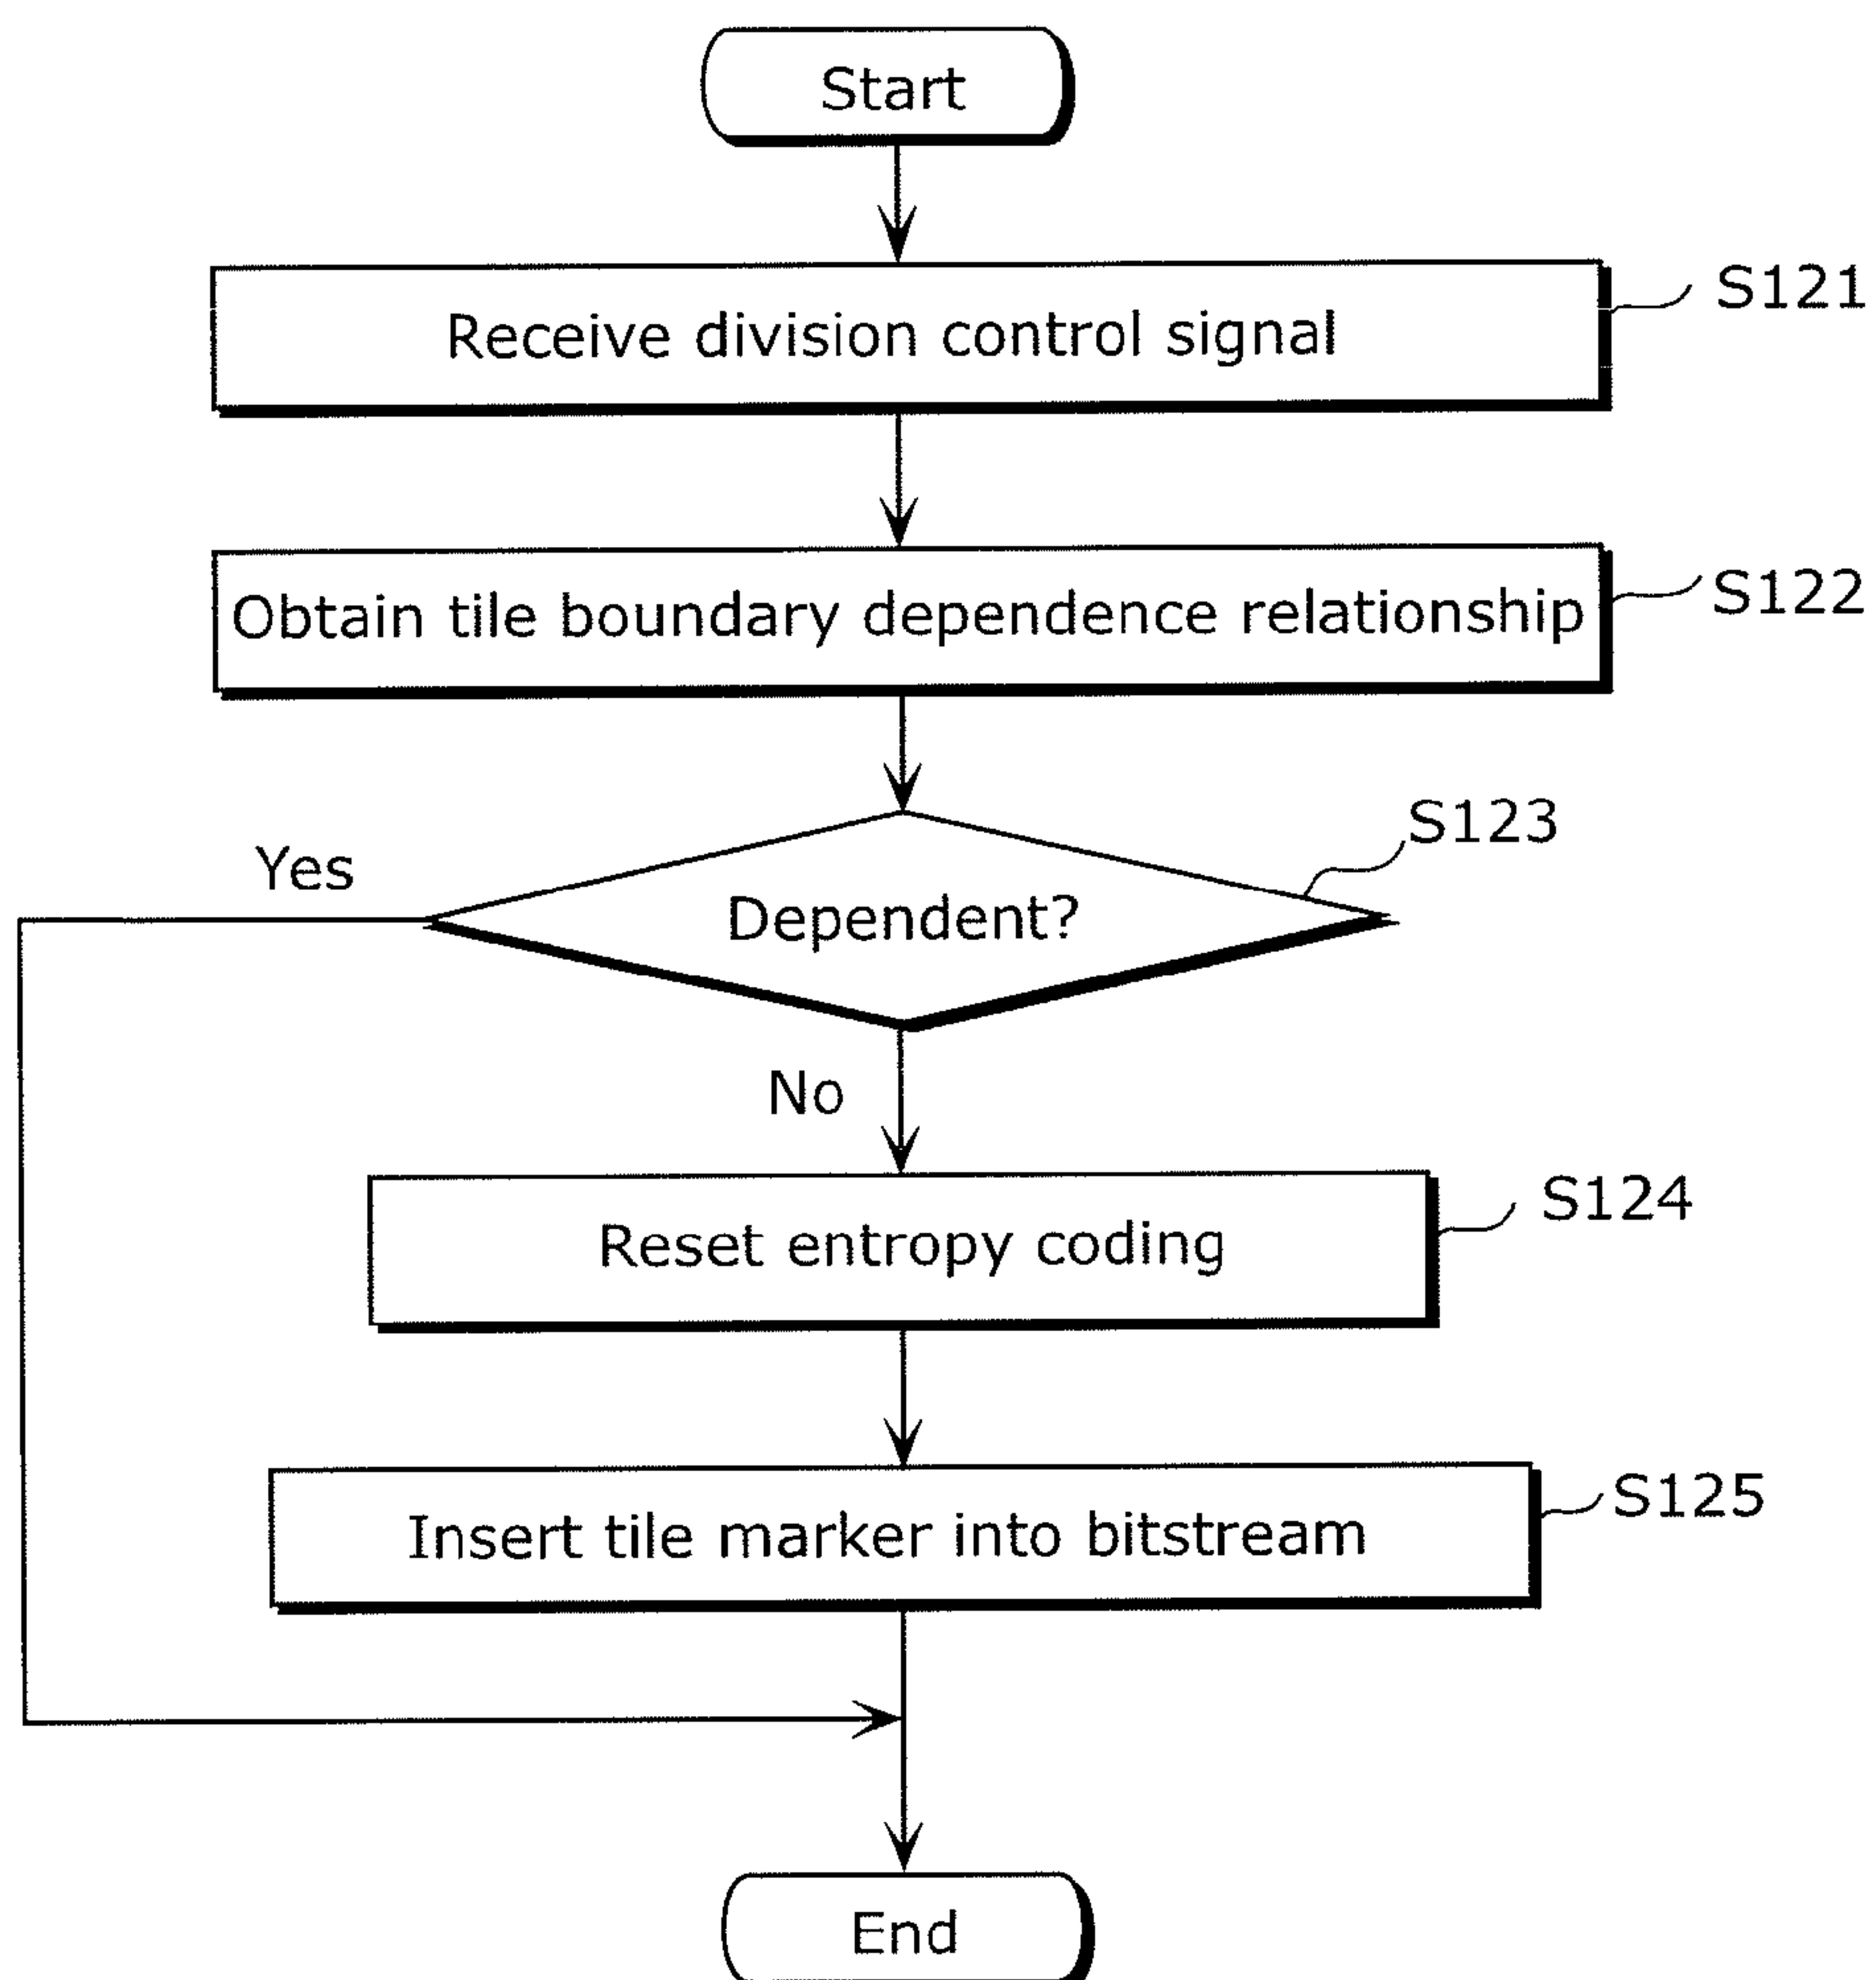 Start
Receive division control signal
S121
Obtain tile boundary dependence relationship
S122
S123
Yes
Dependent?
No
Reset entropy coding
S124
Insert tile marker into bitstream
S125
End